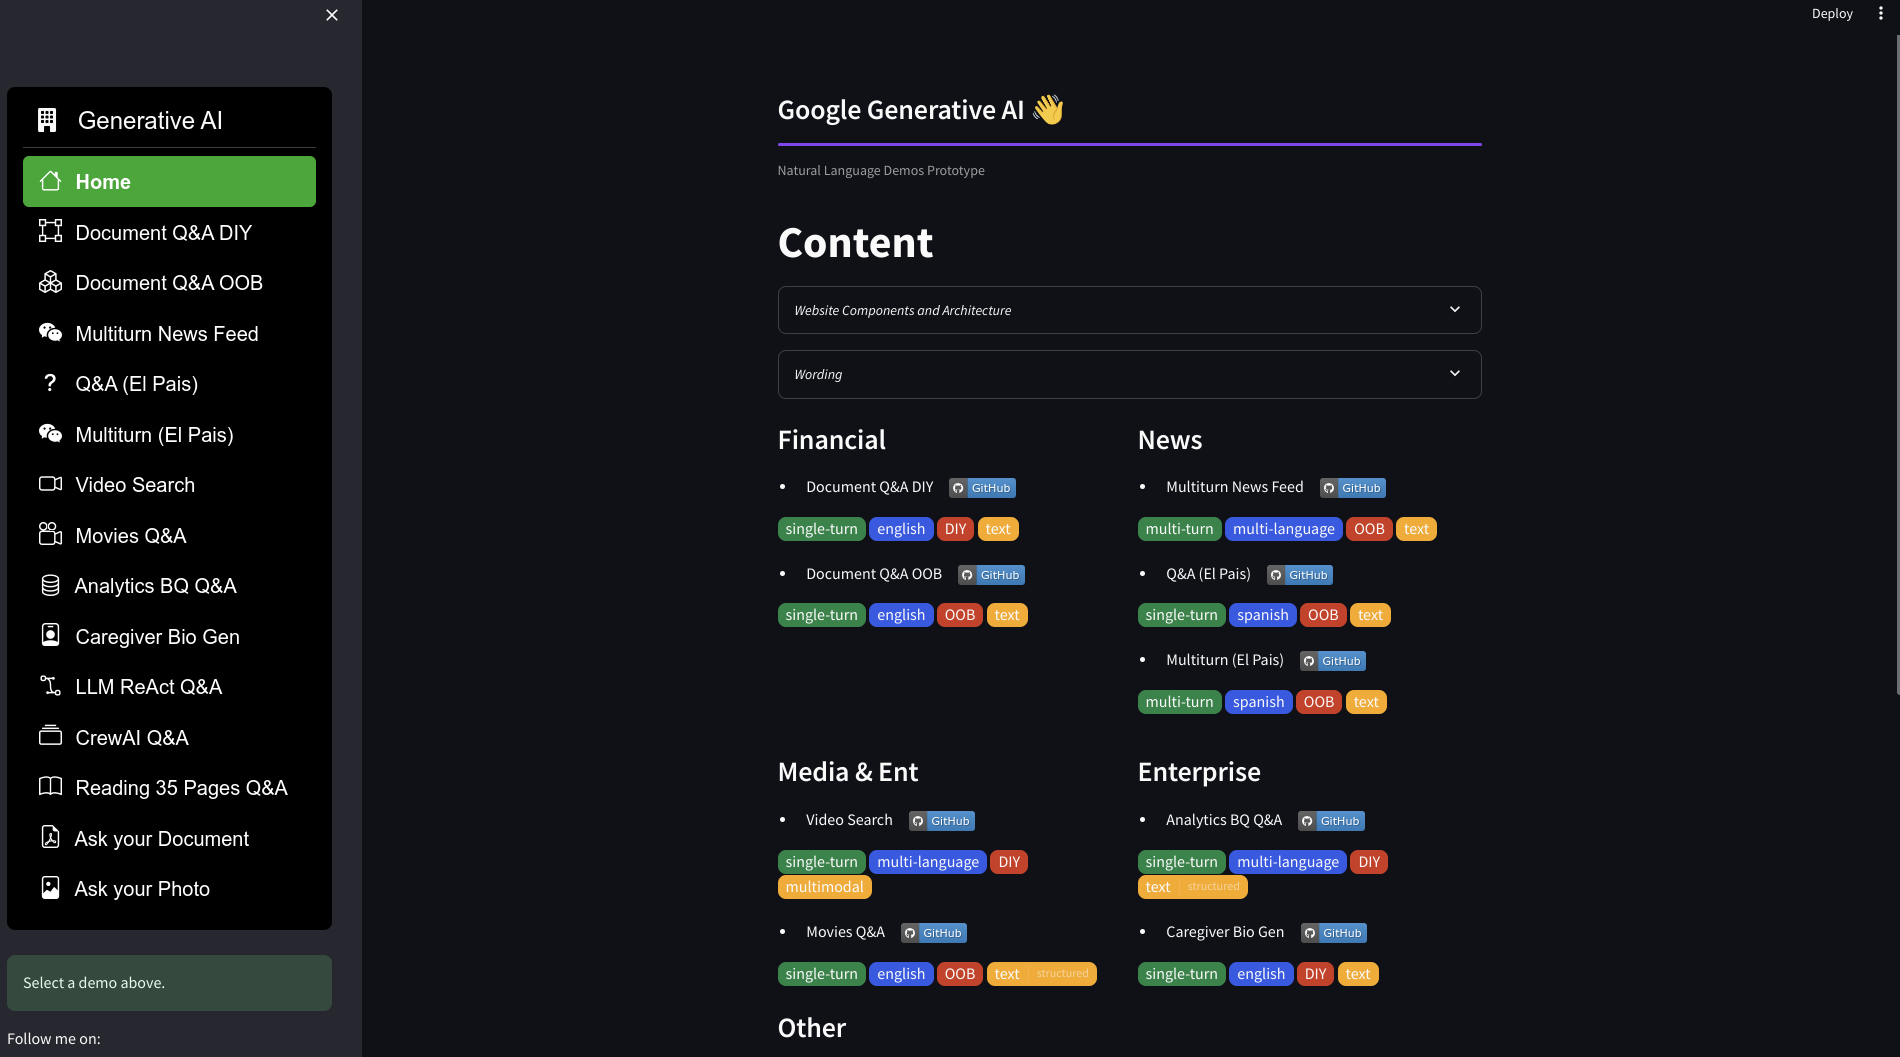 Deploy
Generative AI
Home
Document Q&A DIY
Document Q&A OOB
Multiturn News Feed
Q&A (El Pais)
Multiturn (El Pais)
Video Search
Movies Q&A
Analytics BQ Q&A
Caregiver Bio Gen
LLM ReAct Q&A
CrewAI Q&A
Reading 35 Pages Q&A
Ask your Document
Ask your Photo
Select a demo above.
Follow me on:
Google Generative AI 👋
Natural Language Demos Prototype
Content
Website Components and Architecture
Wording
Financial
• Document Q&A DIY GitHub
single-turn english DIY text
• Document Q&A OOB GitHub
single-turn english OOB text
News
• Multiturn News Feed GitHub
multi-turn multi-language OOB text
• Q&A (El Pais) GitHub
single-turn spanish OOB text
• Multiturn (El Pais) GitHub
multi-turn spanish OOB text
Media & Ent
• Video Search GitHub
single-turn multi-language DIY
multimodal
• Movies Q&A GitHub
single-turn english OOB text structured
Enterprise
• Analytics BQ Q&A GitHub
single-turn multi-language DIY
text structured
• Caregiver Bio Gen GitHub
single-turn english DIY text
Other